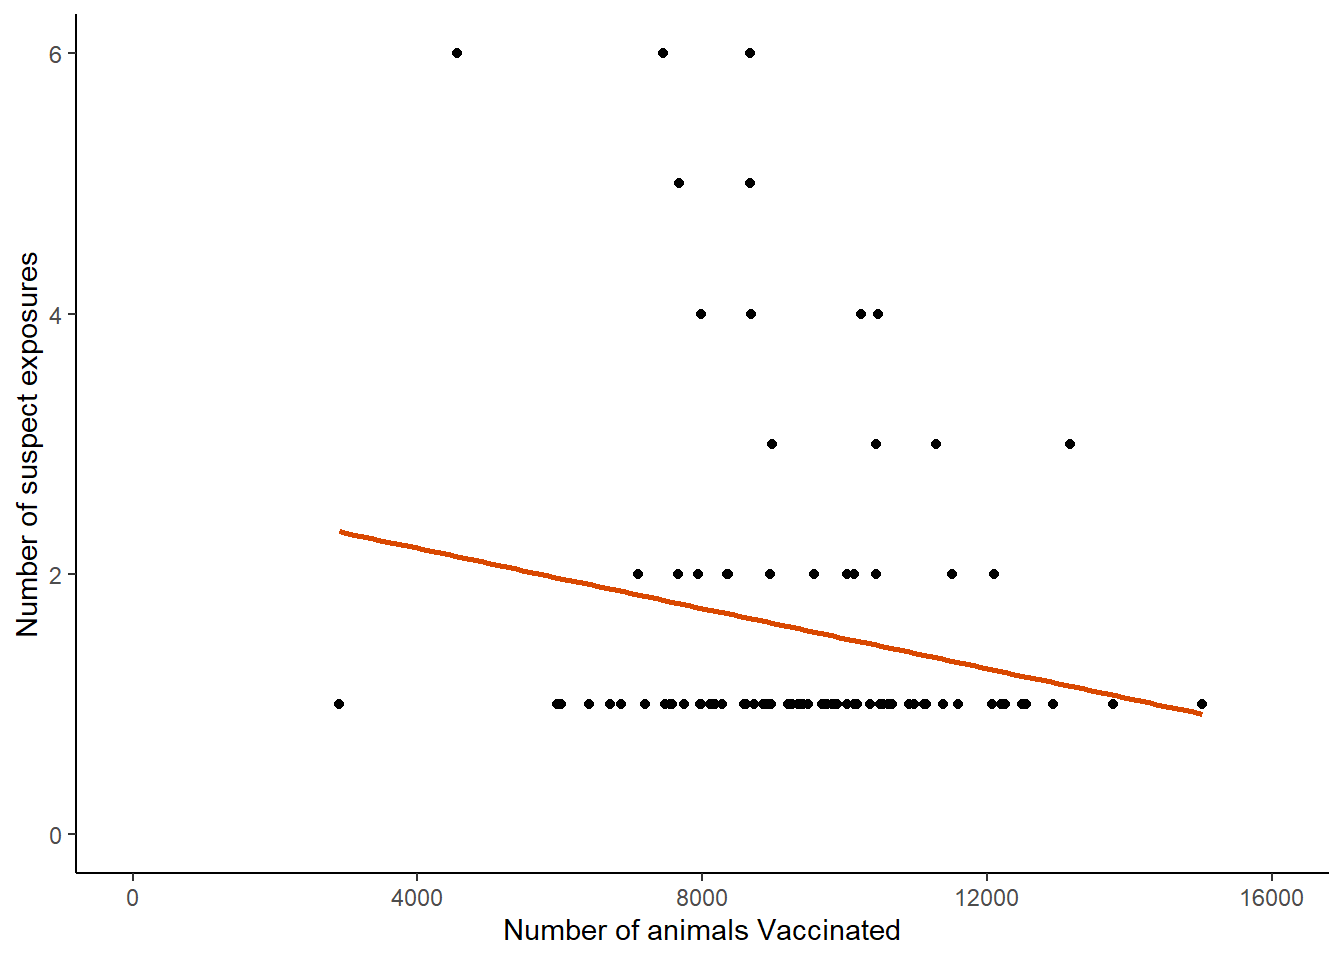 6
4
2
0
Number of suspect exposures
0 4000 8000 12000 16000
Number of animals Vaccinated